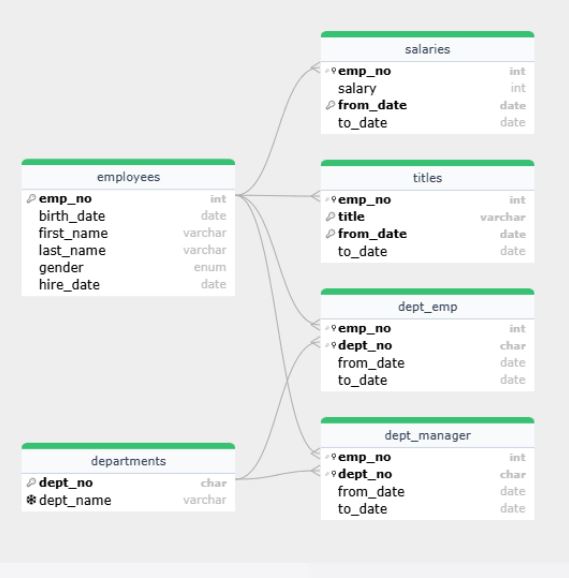 salaries
emp_no int
salary int
from_date date
to_date date
employees
emp_no int
birth_date date
first_name varchar
last_name varchar
gender enum
hire_date date
titles
emp_no int
title varchar
from_date date
to_date date
dept_emp
emp_no int
dept_no char
from_date date
to_date date
departments
dept_no char
dept_name varchar
dept_manager
emp_no int
dept_no char
from_date date
to_date date